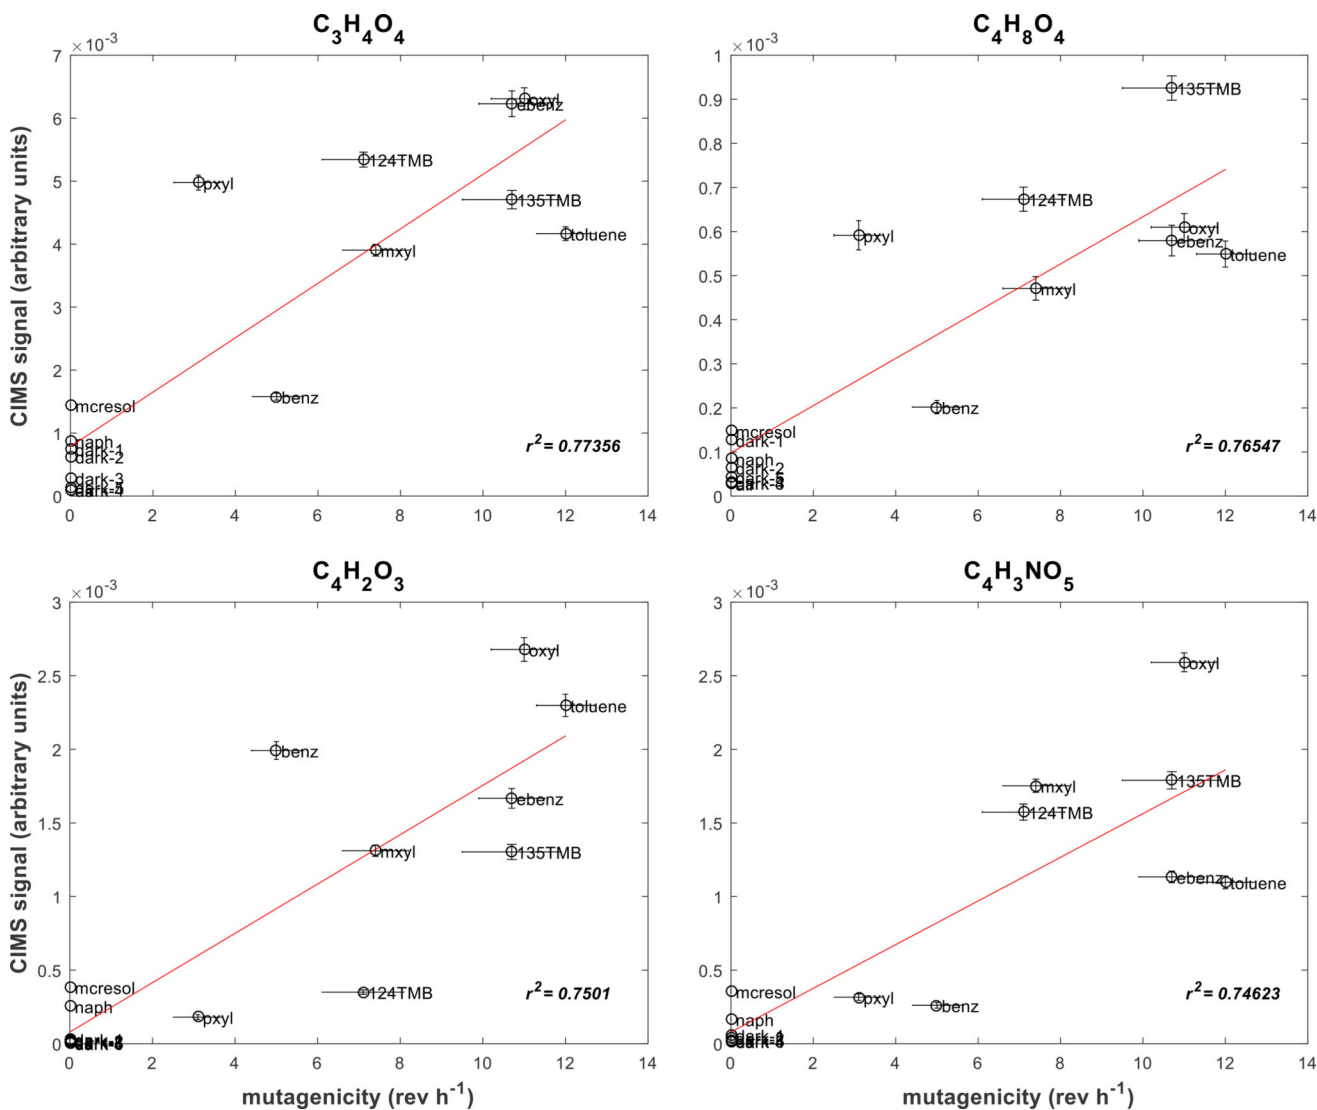 C3H4O4
×10-3
7
6
5
4
3
2
1
0
CIMS signal (arbitrary units)
oxyl
ebenz
124TMB
pxyl
135TMB
toluene
mxyl
benz
mcresol
naph
dark-1
dark-2
dark-3
r2= 0.77356
0 2 4 6 8 10 12 14
C4H8O4
×10-3
1
0.9
0.8
0.7
0.6
0.5
0.4
0.3
0.2
0.1
0
135TMB
124TMB
pxyl
oxyl
ebenz
toluene
mxyl
benz
mcresol
dark-1
naph
dark-2
r2= 0.76547
0 2 4 6 8 10 12 14
C4H2O3
×10-3
3
2.5
2
1.5
1
0.5
0
CIMS signal (arbitrary units)
oxyl
toluene
benz
ebenz
mxyl
135TMB
mcresol
124TMB
naph
pxyl
r2= 0.7501
0 2 4 6 8 10 12 14
mutagenicity (rev h-1)
C4H3NO5
×10-3
3
2.5
2
1.5
1
0.5
0
oxyl
135TMB
mxyl
124TMB
ebenz
toluene
mcresol
pxyl
benz
naph
dark-1
r2= 0.74623
0 2 4 6 8 10 12 14
mutagenicity (rev h-1)